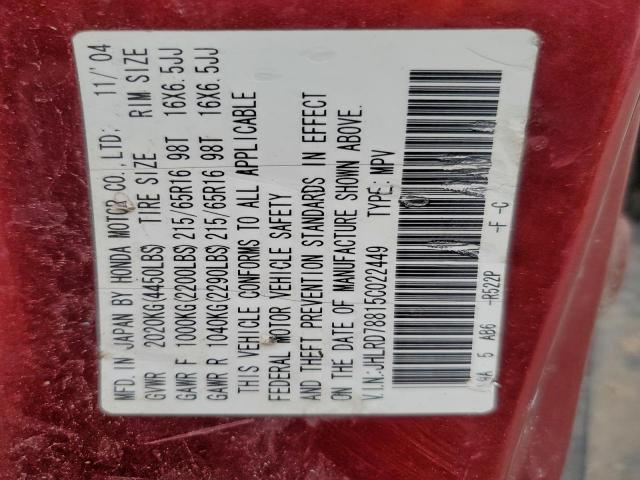 MFD. IN JAPAN BY HONDA MOTOR CO., LTD; 11/'04
GVWR 2020KG(4450LBS) TIRE SIZE RIM SIZE
GAWR F 1000KG(2200LBS) 215/65R16 98T 16X6.5JJ
GAWR R 1040KG(2290LBS) 215/65R16 98T 16X6.5JJ
THIS VEHICLE CONFORMS TO ALL APPLICABLE
FEDERAL MOTOR VEHICLE SAFETY
AND THEFT PREVENTION STANDARDS IN EFFECT
ON THE DATE OF MANUFACTURE SHOWN ABOVE.
V.I.N:JHLRD78815C022449 TYPE: MPV
5 AB6 -R522P -F -C